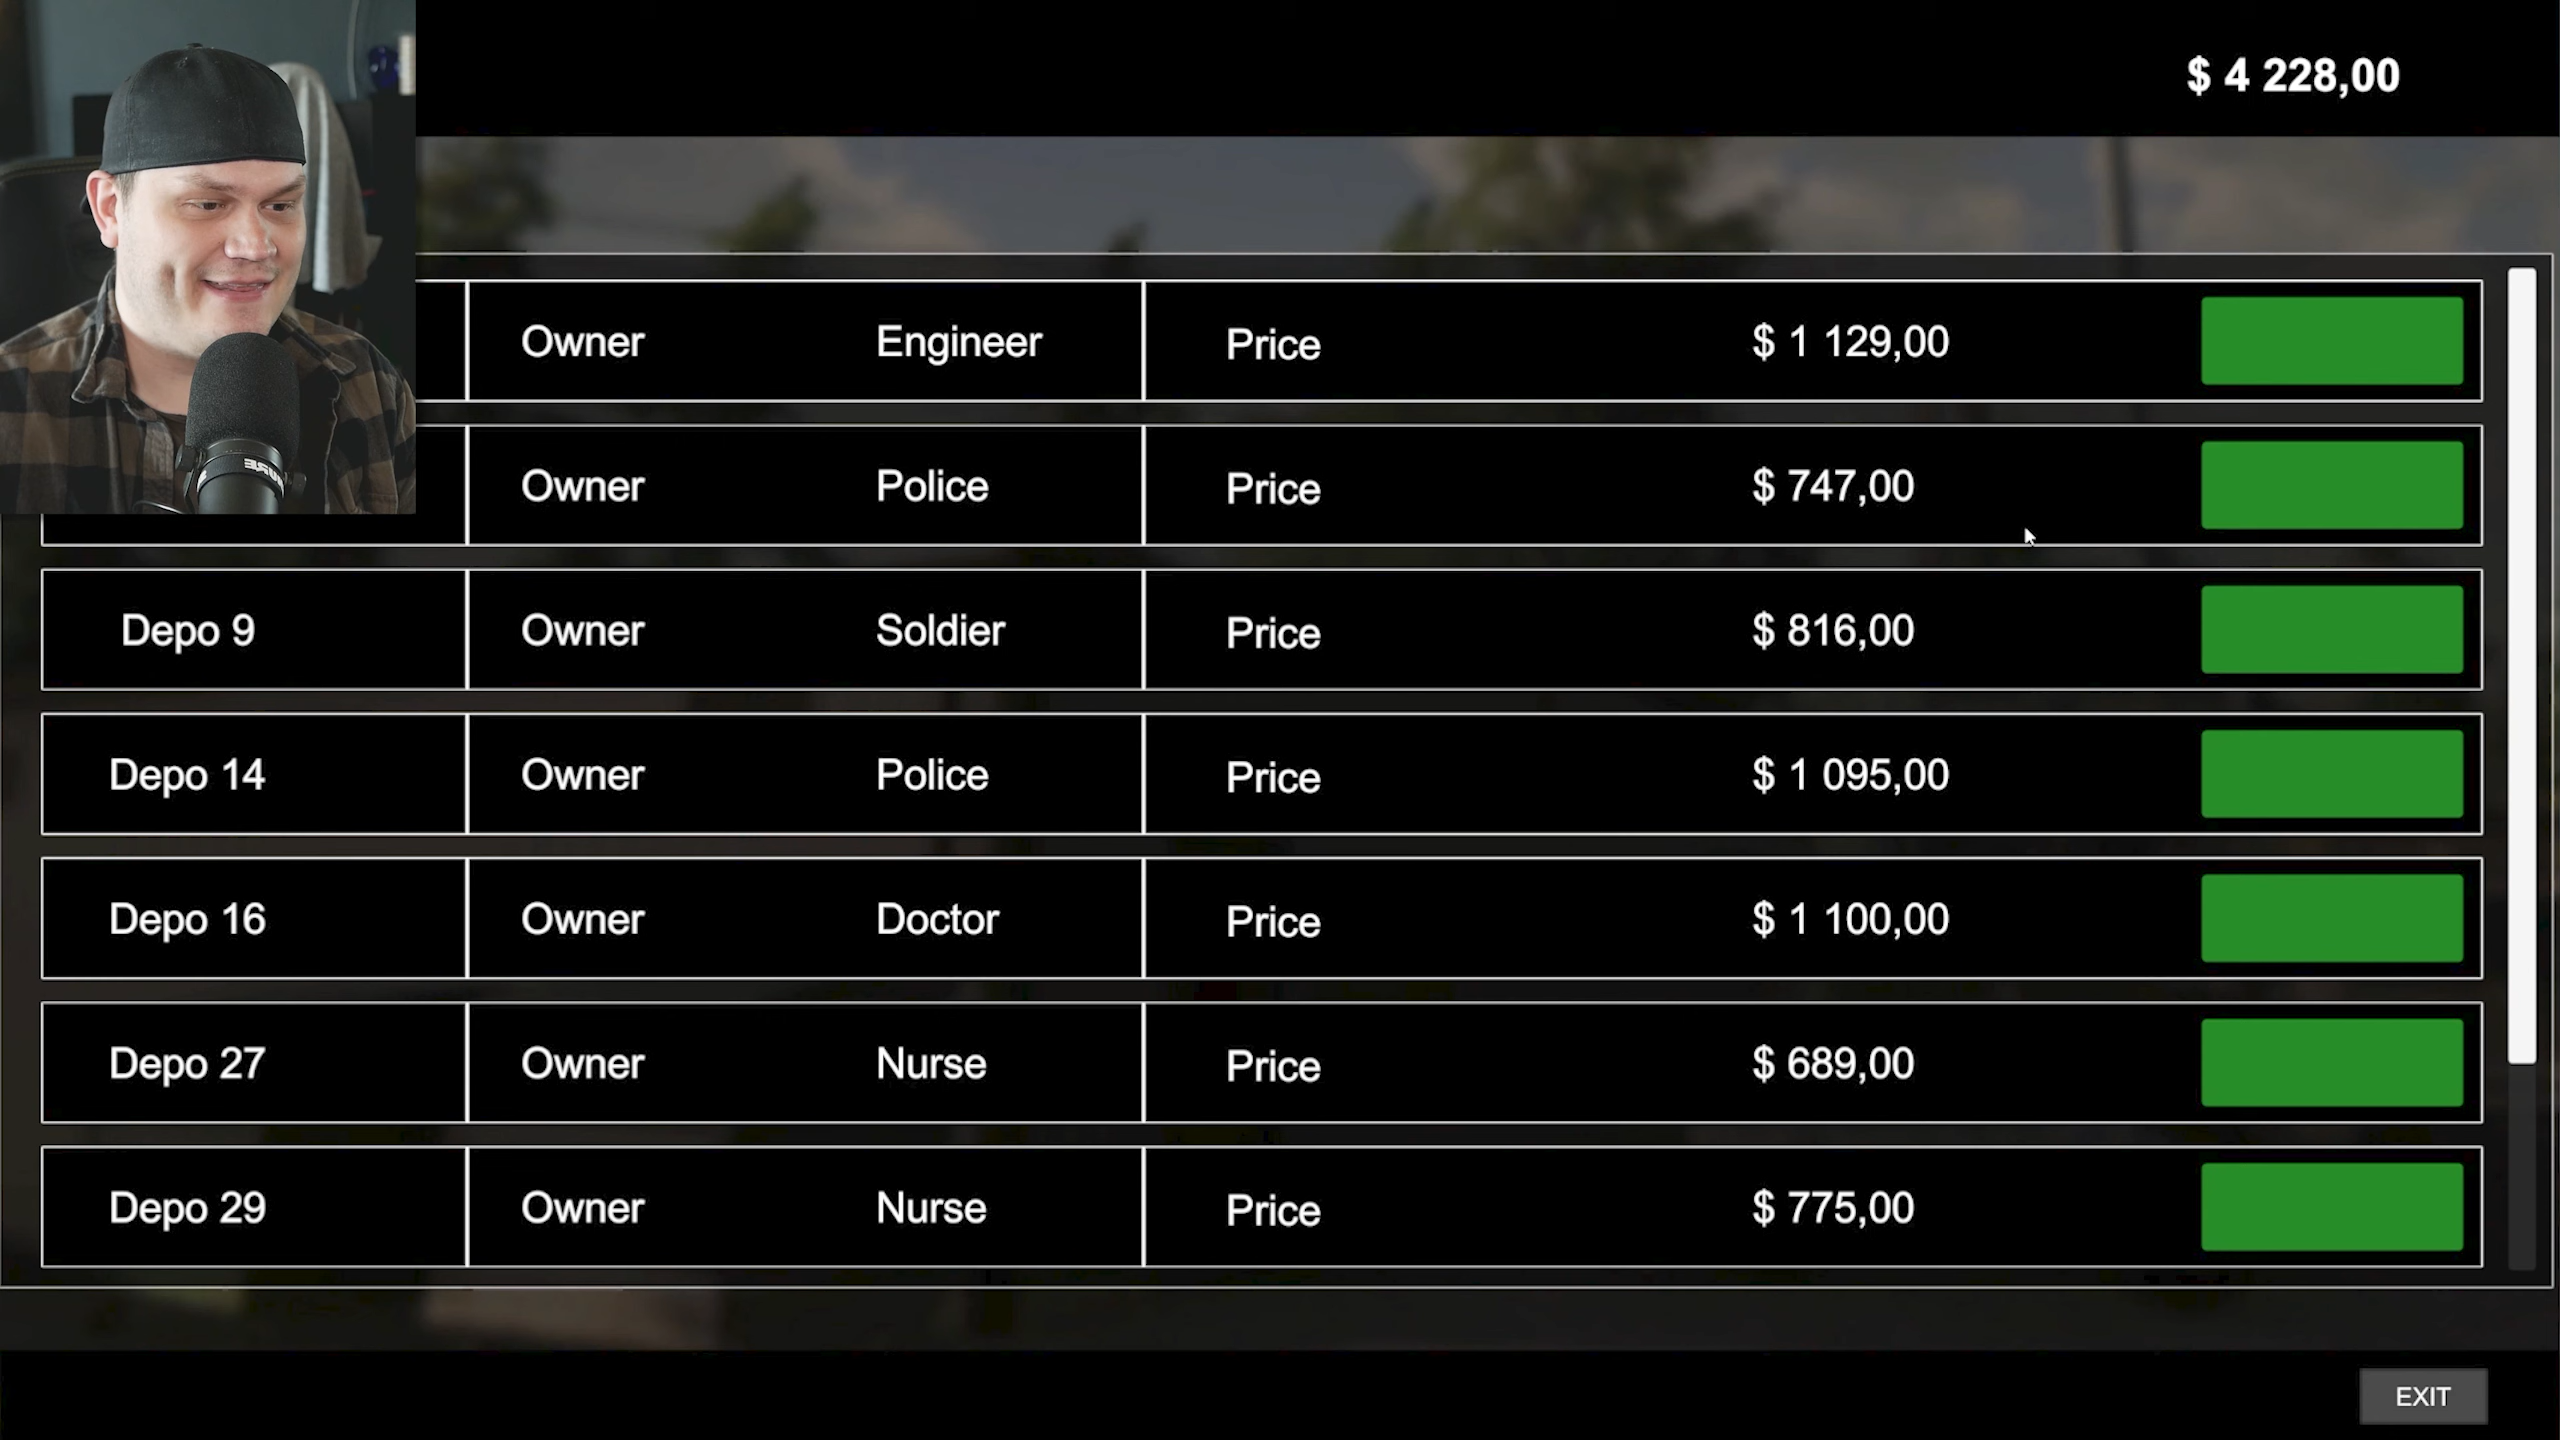 $ 4 228,00
Owner Engineer Price $ 1 129,00
Owner Police Price $ 747,00
Depo 9 Owner Soldier Price $ 816,00
Depo 14 Owner Police Price $ 1 095,00
Depo 16 Owner Doctor Price $ 1 100,00
Depo 27 Owner Nurse Price $ 689,00
Depo 29 Owner Nurse Price $ 775,00
EXIT